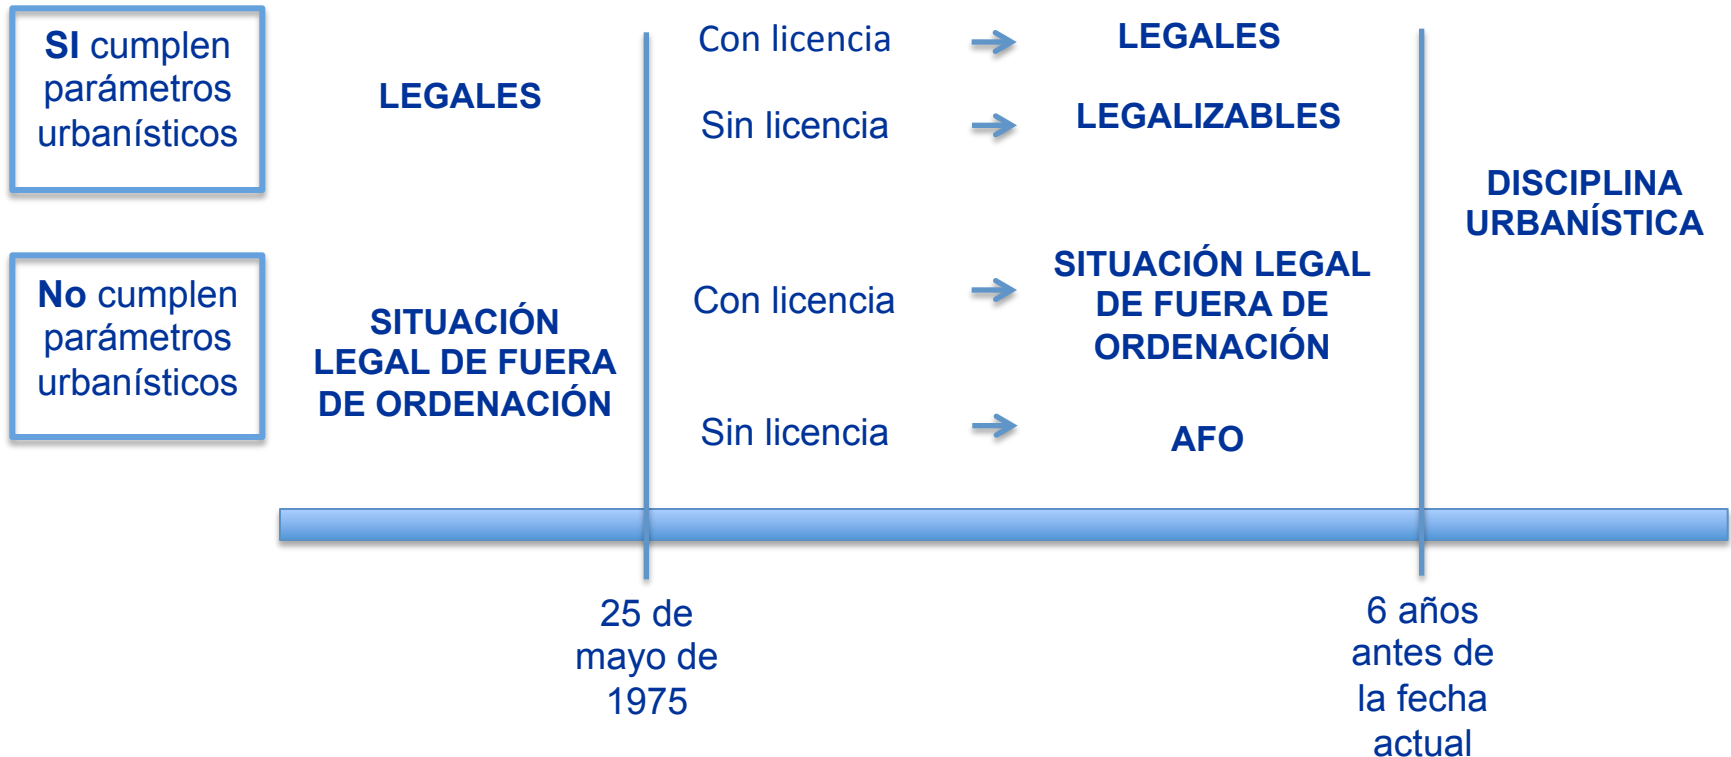 SI cumplen
parámetros
urbanísticos
LEGALES
Con licencia
LEGALES
Sin licencia
LEGALIZABLES
DISCIPLINA
URBANÍSTICA
No cumplen
parámetros
urbanísticos
SITUACIÓN
LEGAL DE FUERA
DE ORDENACIÓN
Con licencia
SITUACIÓN LEGAL
DE FUERA DE
ORDENACIÓN
Sin licencia
AFO
25 de
mayo de
1975
6 años
antes de
la fecha
actual